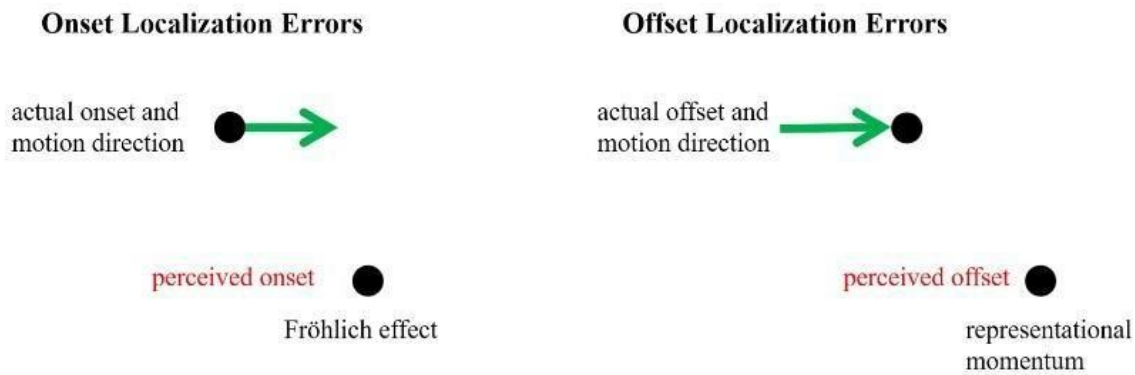 Onset Localization Errors
actual onset and
motion direction
perceived onset
Fröhlich effect
Offset Localization Errors
actual offset and
motion direction
perceived offset
representational
momentum